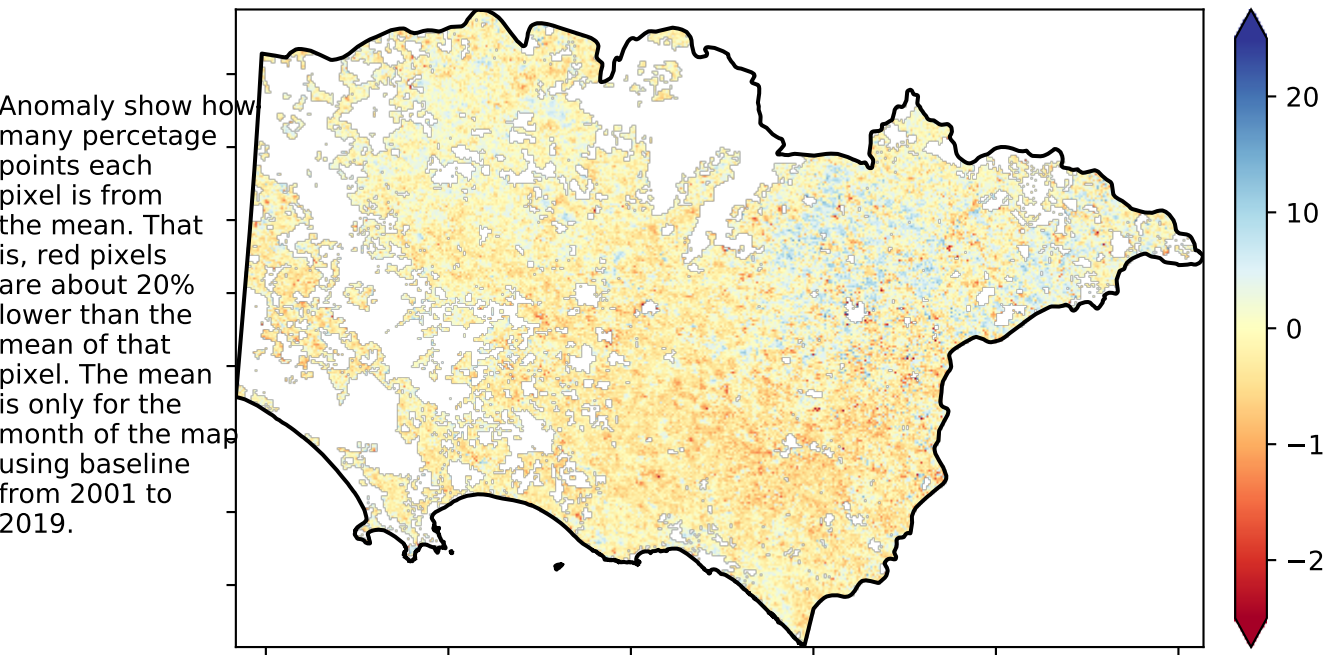 Anomaly show how
many percetage
points each
pixel is from
the mean. That
is, red pixels
are about 20%
lower than the
mean of that
pixel. The mean
is only for the
month of the map
using baseline
from 2001 to
2019.
20
10
0
−1
−2